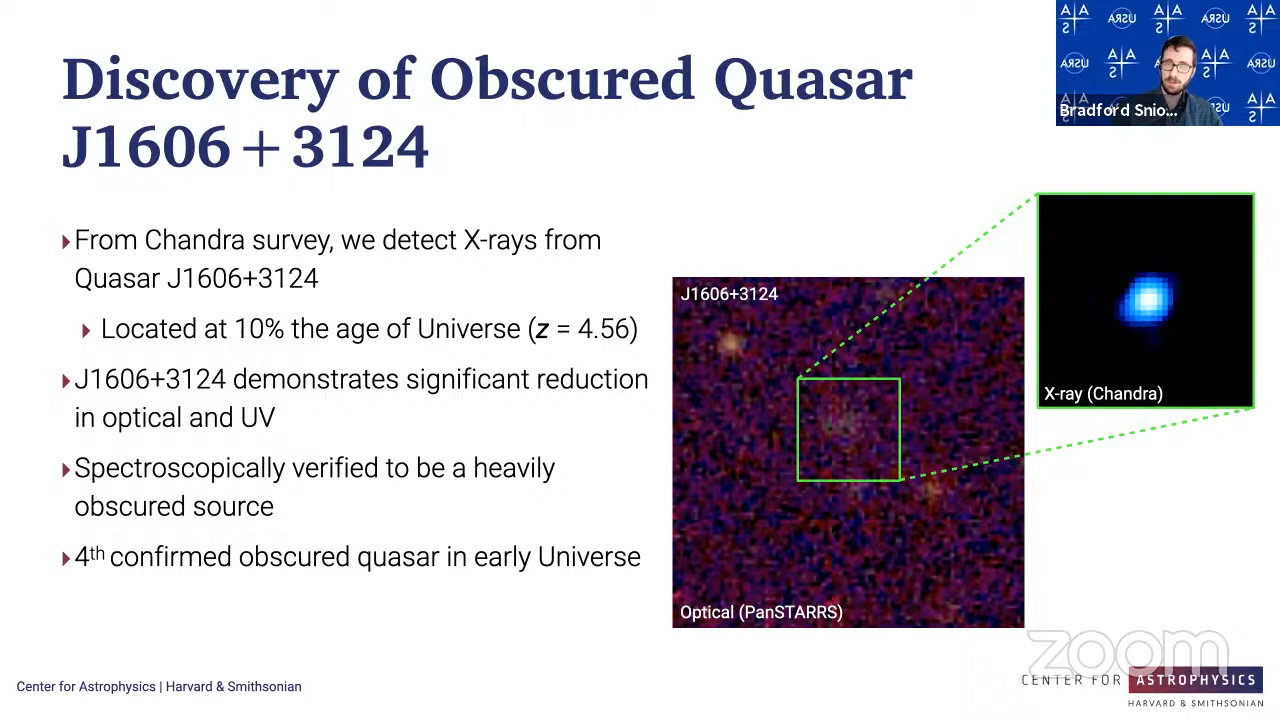 Discovery of Obscured Quasar
J1606+3124
Bradford Snio...
From Chandra survey, we detect X-rays from
Quasar J1606+3124
Located at 10% the age of Universe (z = 4.56)
J1606+3124 demonstrates significant reduction
in optical and UV
Spectroscopically verified to be a heavily
obscured source
4th confirmed obscured quasar in early Universe
J1606+3124
Optical (PanSTARRS)
X-ray (Chandra)
zoom
Center for Astrophysics | Harvard & Smithsonian
CENTER FOR ASTROPHYSICS
HARVARD & SMITHSONIAN